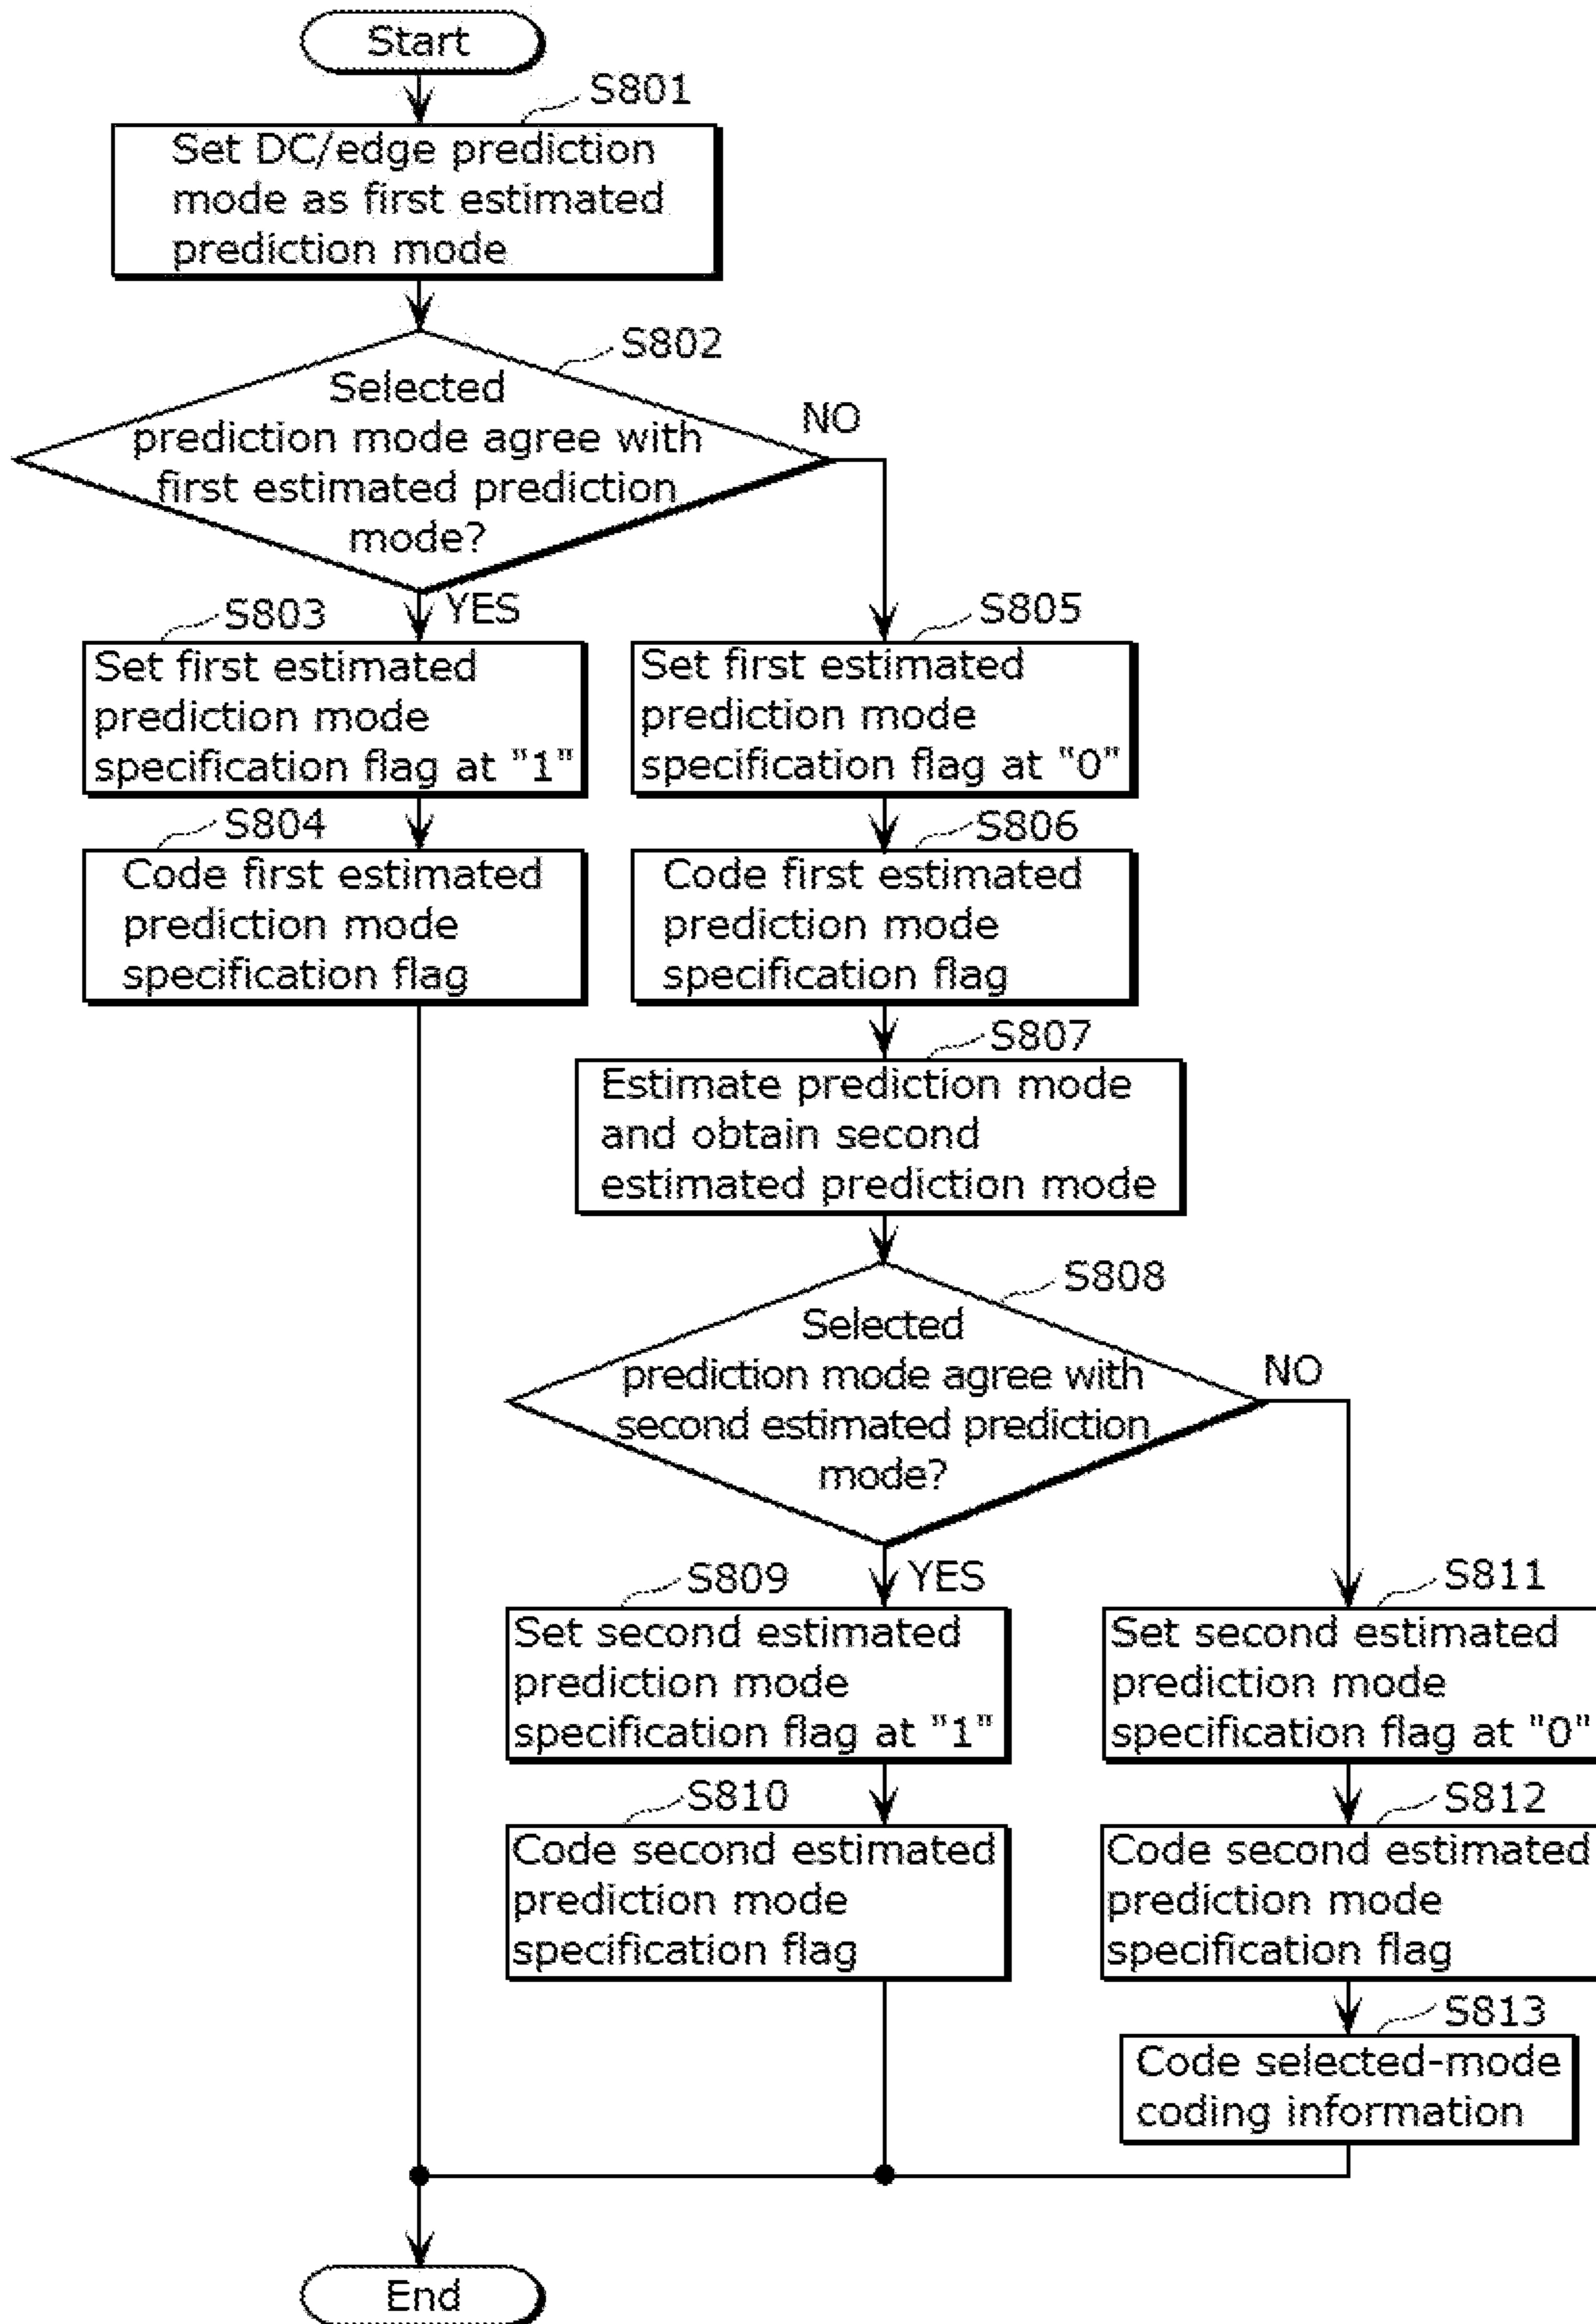 Start
S801
Set DC/edge prediction
mode as first estimated
prediction mode
S802
Selected
prediction mode agree with
first estimated prediction
mode?
NO
YES
S803
Set first estimated
prediction mode
specification flag at "1"
S804
Code first estimated
prediction mode
specification flag
S805
Set first estimated
prediction mode
specification flag at "0"
S806
Code first estimated
prediction mode
specification flag
S807
Estimate prediction mode
and obtain second
estimated prediction mode
S808
Selected
prediction mode agree with
second estimated prediction
mode?
NO
YES
S809
Set second estimated
prediction mode
specification flag at "1"
S810
Code second estimated
prediction mode
specification flag
S811
Set second estimated
prediction mode
specification flag at "0"
S812
Code second estimated
prediction mode
specification flag
S813
Code selected-mode
coding information
End